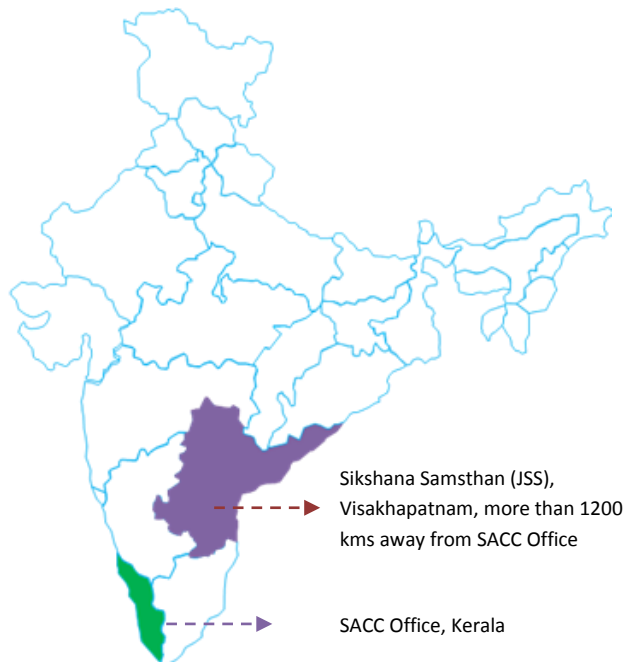 Sikshana Samsthan (JSS),
Visakhapatnam, more than 1200
kms away from SACC Office
SACC Office, Kerala